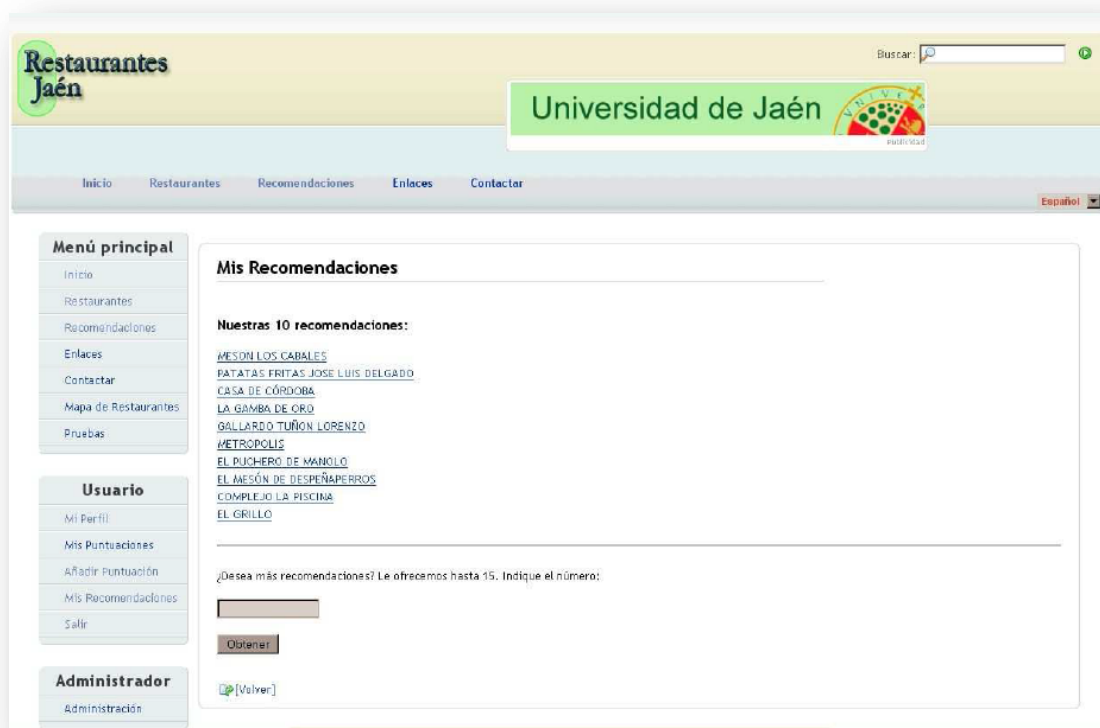 Restaurantes
Jaén
Buscar:
Universidad de Jaén
Publicidad
Inicio Restaurantes Recomendaciones Enlaces Contactar
Español
Menú principal
Inicio
Restaurantes
Recomendaciones
Enlaces
Contactar
Mapa de Restaurantes
Pruebas
Usuario
Mi Perfil
Mis Puntuaciones
Añadir Puntuación
Mis Recomendaciones
Salir
Administrador
Administración
Mis Recomendaciones
Nuestras 10 recomendaciones:
MESON LOS CABALES
PATATAS FRITAS JOSE LUIS DELGADO
CASA DE CÓRDOBA
LA GAMBA DE ORO
GALLARDO TUÑON LORENZO
METROPOLIS
EL PUCHERO DE MANOLO
EL MESÓN DE DESPEÑAPERROS
COMPLEJO LA PISCINA
EL GRILLO
¿Desea más recomendaciones? Le ofrecemos hasta 15. Indique el número:
Obtener
[Volver]